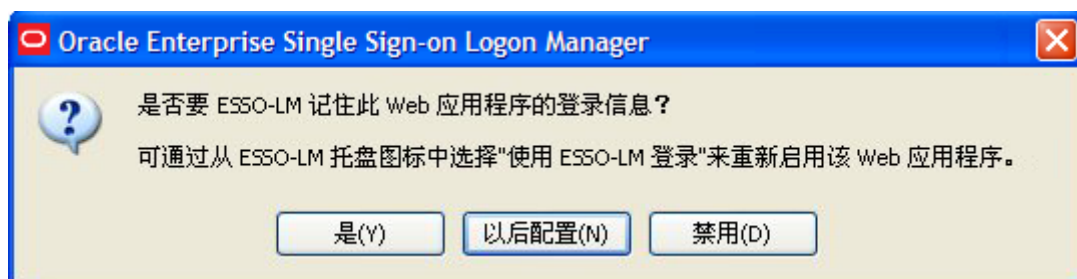 Oracle Enterprise Single Sign-on Logon Manager
是否要 ESSO-LM 记住此 Web 应用程序的登录信息？
可通过从 ESSO-LM 托盘图标中选择"使用 ESSO-LM 登录"来重新启用该 Web 应用程序。
是(Y) 以后配置(N) 禁用(D)